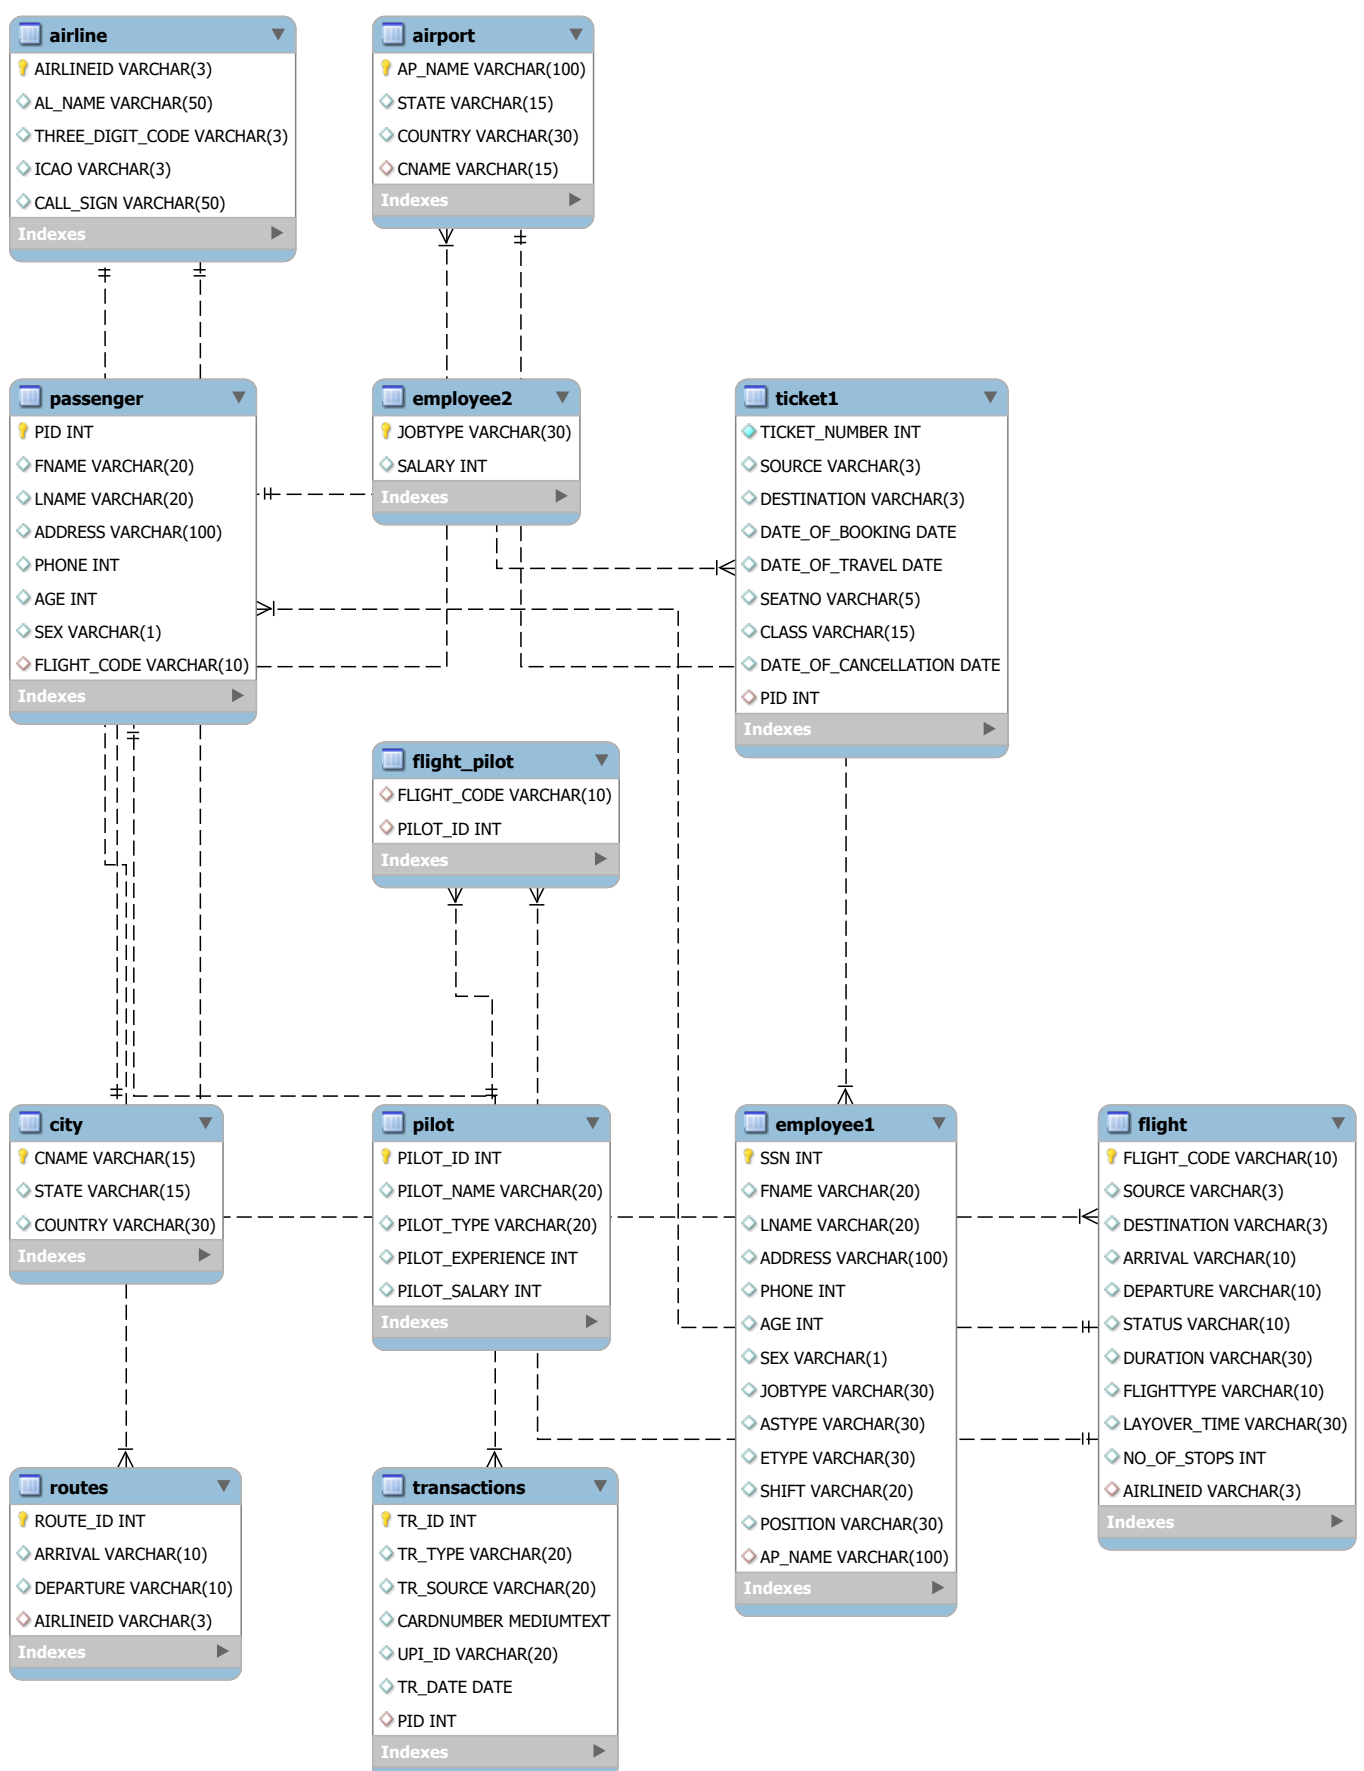 airline
AIRLINEID VARCHAR(3)
AL_NAME VARCHAR(50)
THREE_DIGIT_CODE VARCHAR(3)
ICAO VARCHAR(3)
CALL_SIGN VARCHAR(50)
Indexes
airport
AP_NAME VARCHAR(100)
STATE VARCHAR(15)
COUNTRY VARCHAR(30)
CNAME VARCHAR(15)
Indexes
passenger
PID INT
FNAME VARCHAR(20)
LNAME VARCHAR(20)
ADDRESS VARCHAR(100)
PHONE INT
AGE INT
SEX VARCHAR(1)
FLIGHT_CODE VARCHAR(10)
Indexes
employee2
JOBTYPE VARCHAR(30)
SALARY INT
Indexes
ticket1
TICKET_NUMBER INT
SOURCE VARCHAR(3)
DESTINATION VARCHAR(3)
DATE_OF_BOOKING DATE
DATE_OF_TRAVEL DATE
SEATNO VARCHAR(5)
CLASS VARCHAR(15)
DATE_OF_CANCELLATION DATE
PID INT
Indexes
flight_pilot
FLIGHT_CODE VARCHAR(10)
PILOT_ID INT
Indexes
city
CNAME VARCHAR(15)
STATE VARCHAR(15)
COUNTRY VARCHAR(30)
Indexes
pilot
PILOT_ID INT
PILOT_NAME VARCHAR(20)
PILOT_TYPE VARCHAR(20)
PILOT_EXPERIENCE INT
PILOT_SALARY INT
Indexes
employee1
SSN INT
FNAME VARCHAR(20)
LNAME VARCHAR(20)
ADDRESS VARCHAR(100)
PHONE INT
AGE INT
SEX VARCHAR(1)
JOBTYPE VARCHAR(30)
ASTYPE VARCHAR(30)
ETYPE VARCHAR(30)
SHIFT VARCHAR(20)
POSITION VARCHAR(30)
AP_NAME VARCHAR(100)
Indexes
flight
FLIGHT_CODE VARCHAR(10)
SOURCE VARCHAR(3)
DESTINATION VARCHAR(3)
ARRIVAL VARCHAR(10)
DEPARTURE VARCHAR(10)
STATUS VARCHAR(10)
DURATION VARCHAR(30)
FLIGHTTYPE VARCHAR(10)
LAYOVER_TIME VARCHAR(30)
NO_OF_STOPS INT
AIRLINEID VARCHAR(3)
Indexes
routes
ROUTE_ID INT
ARRIVAL VARCHAR(10)
DEPARTURE VARCHAR(10)
AIRLINEID VARCHAR(3)
Indexes
transactions
TR_ID INT
TR_TYPE VARCHAR(20)
TR_SOURCE VARCHAR(20)
CARDNUMBER MEDIUMTEXT
UPI_ID VARCHAR(20)
TR_DATE DATE
PID INT
Indexes